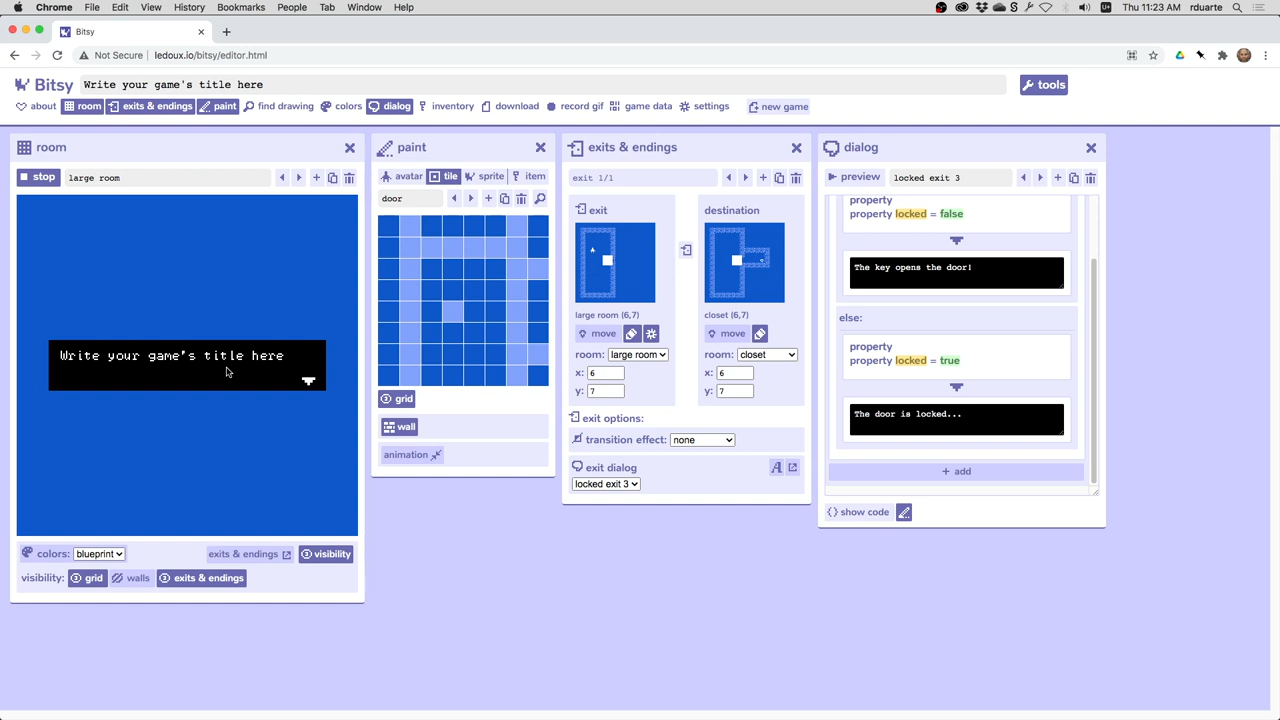 Chrome File Edit View History Bookmarks People Tab Window Help
Thu 11:23 AM rduarte
Bitsy
Not Secure ledoux.io/bitsy/editor.html
Bitsy Write your game's title here tools
about room exits & endings paint find drawing colors dialog inventory download record gif game data settings new game
room
stop large room
Write your game's title here
colors: blueprint exits & endings visibility
visibility: grid walls exits & endings
paint
avatar tile sprite item
door
grid
wall
animation
exits & endings
exit 1/1
exit destination
large room (6,7) closet (6,7)
move move
room: large room room: closet
x: 6 x: 6
y: 7 y: 7
exit options:
transition effect: none
exit dialog
locked exit 3
dialog
preview locked exit 3
property
property locked = false
The key opens the door!
else:
property
property locked = true
The door is locked...
+ add
{} show code